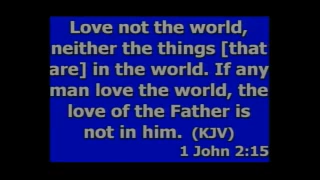 Love not the world,
neither the things [that
are] in the world. If any
man love the world, the
love of the Father is
not in him. (KJV)
1 John 2:15